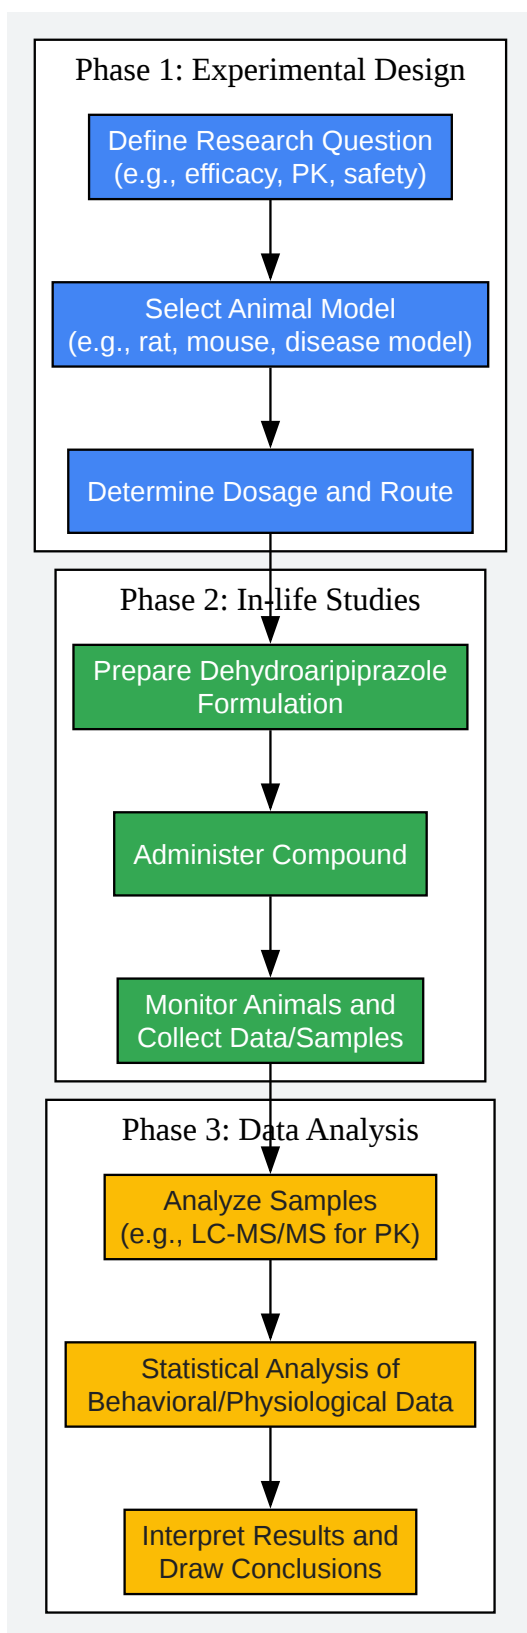 Phase 1: Experimental Design
Define Research Question
(e.g., efficacy, PK, safety)
Select Animal Model
(e.g., rat, mouse, disease model)
Determine Dosage and Route
Phase 2: In-life Studies
Prepare Dehydroaripiprazole
Formulation
Administer Compound
Monitor Animals and
Collect Data/Samples
Phase 3: Data Analysis
Analyze Samples
(e.g., LC-MS/MS for PK)
Statistical Analysis of
Behavioral/Physiological Data
Interpret Results and
Draw Conclusions